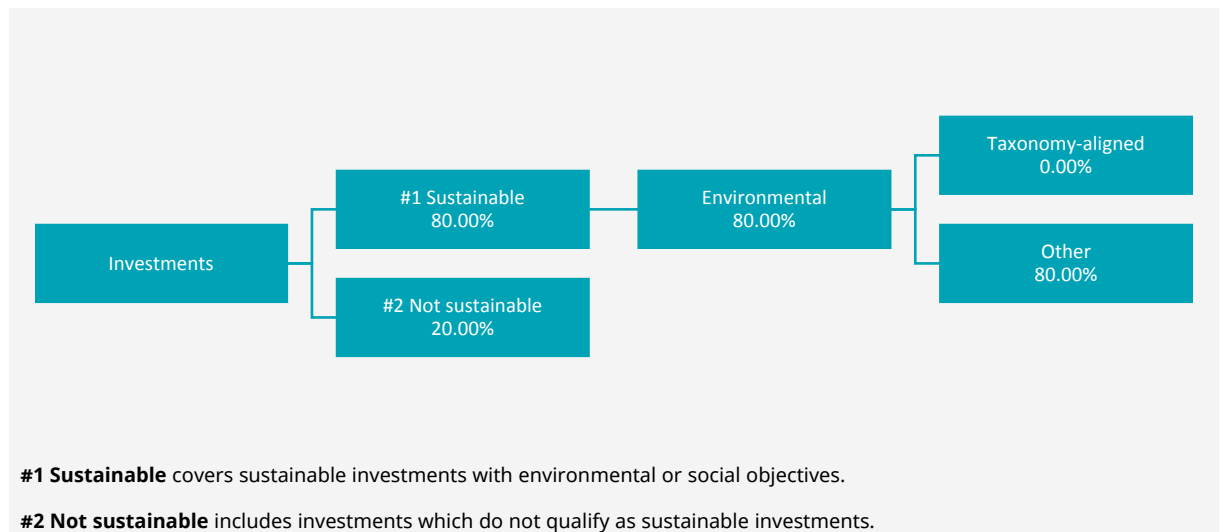 Investments
#1 Sustainable
80.00%
#2 Not sustainable
20.00%
Environmental
80.00%
Taxonomy-aligned
0.00%
Other
80.00%
#1 Sustainable covers sustainable investments with environmental or social objectives.
#2 Not sustainable includes investments which do not qualify as sustainable investments.